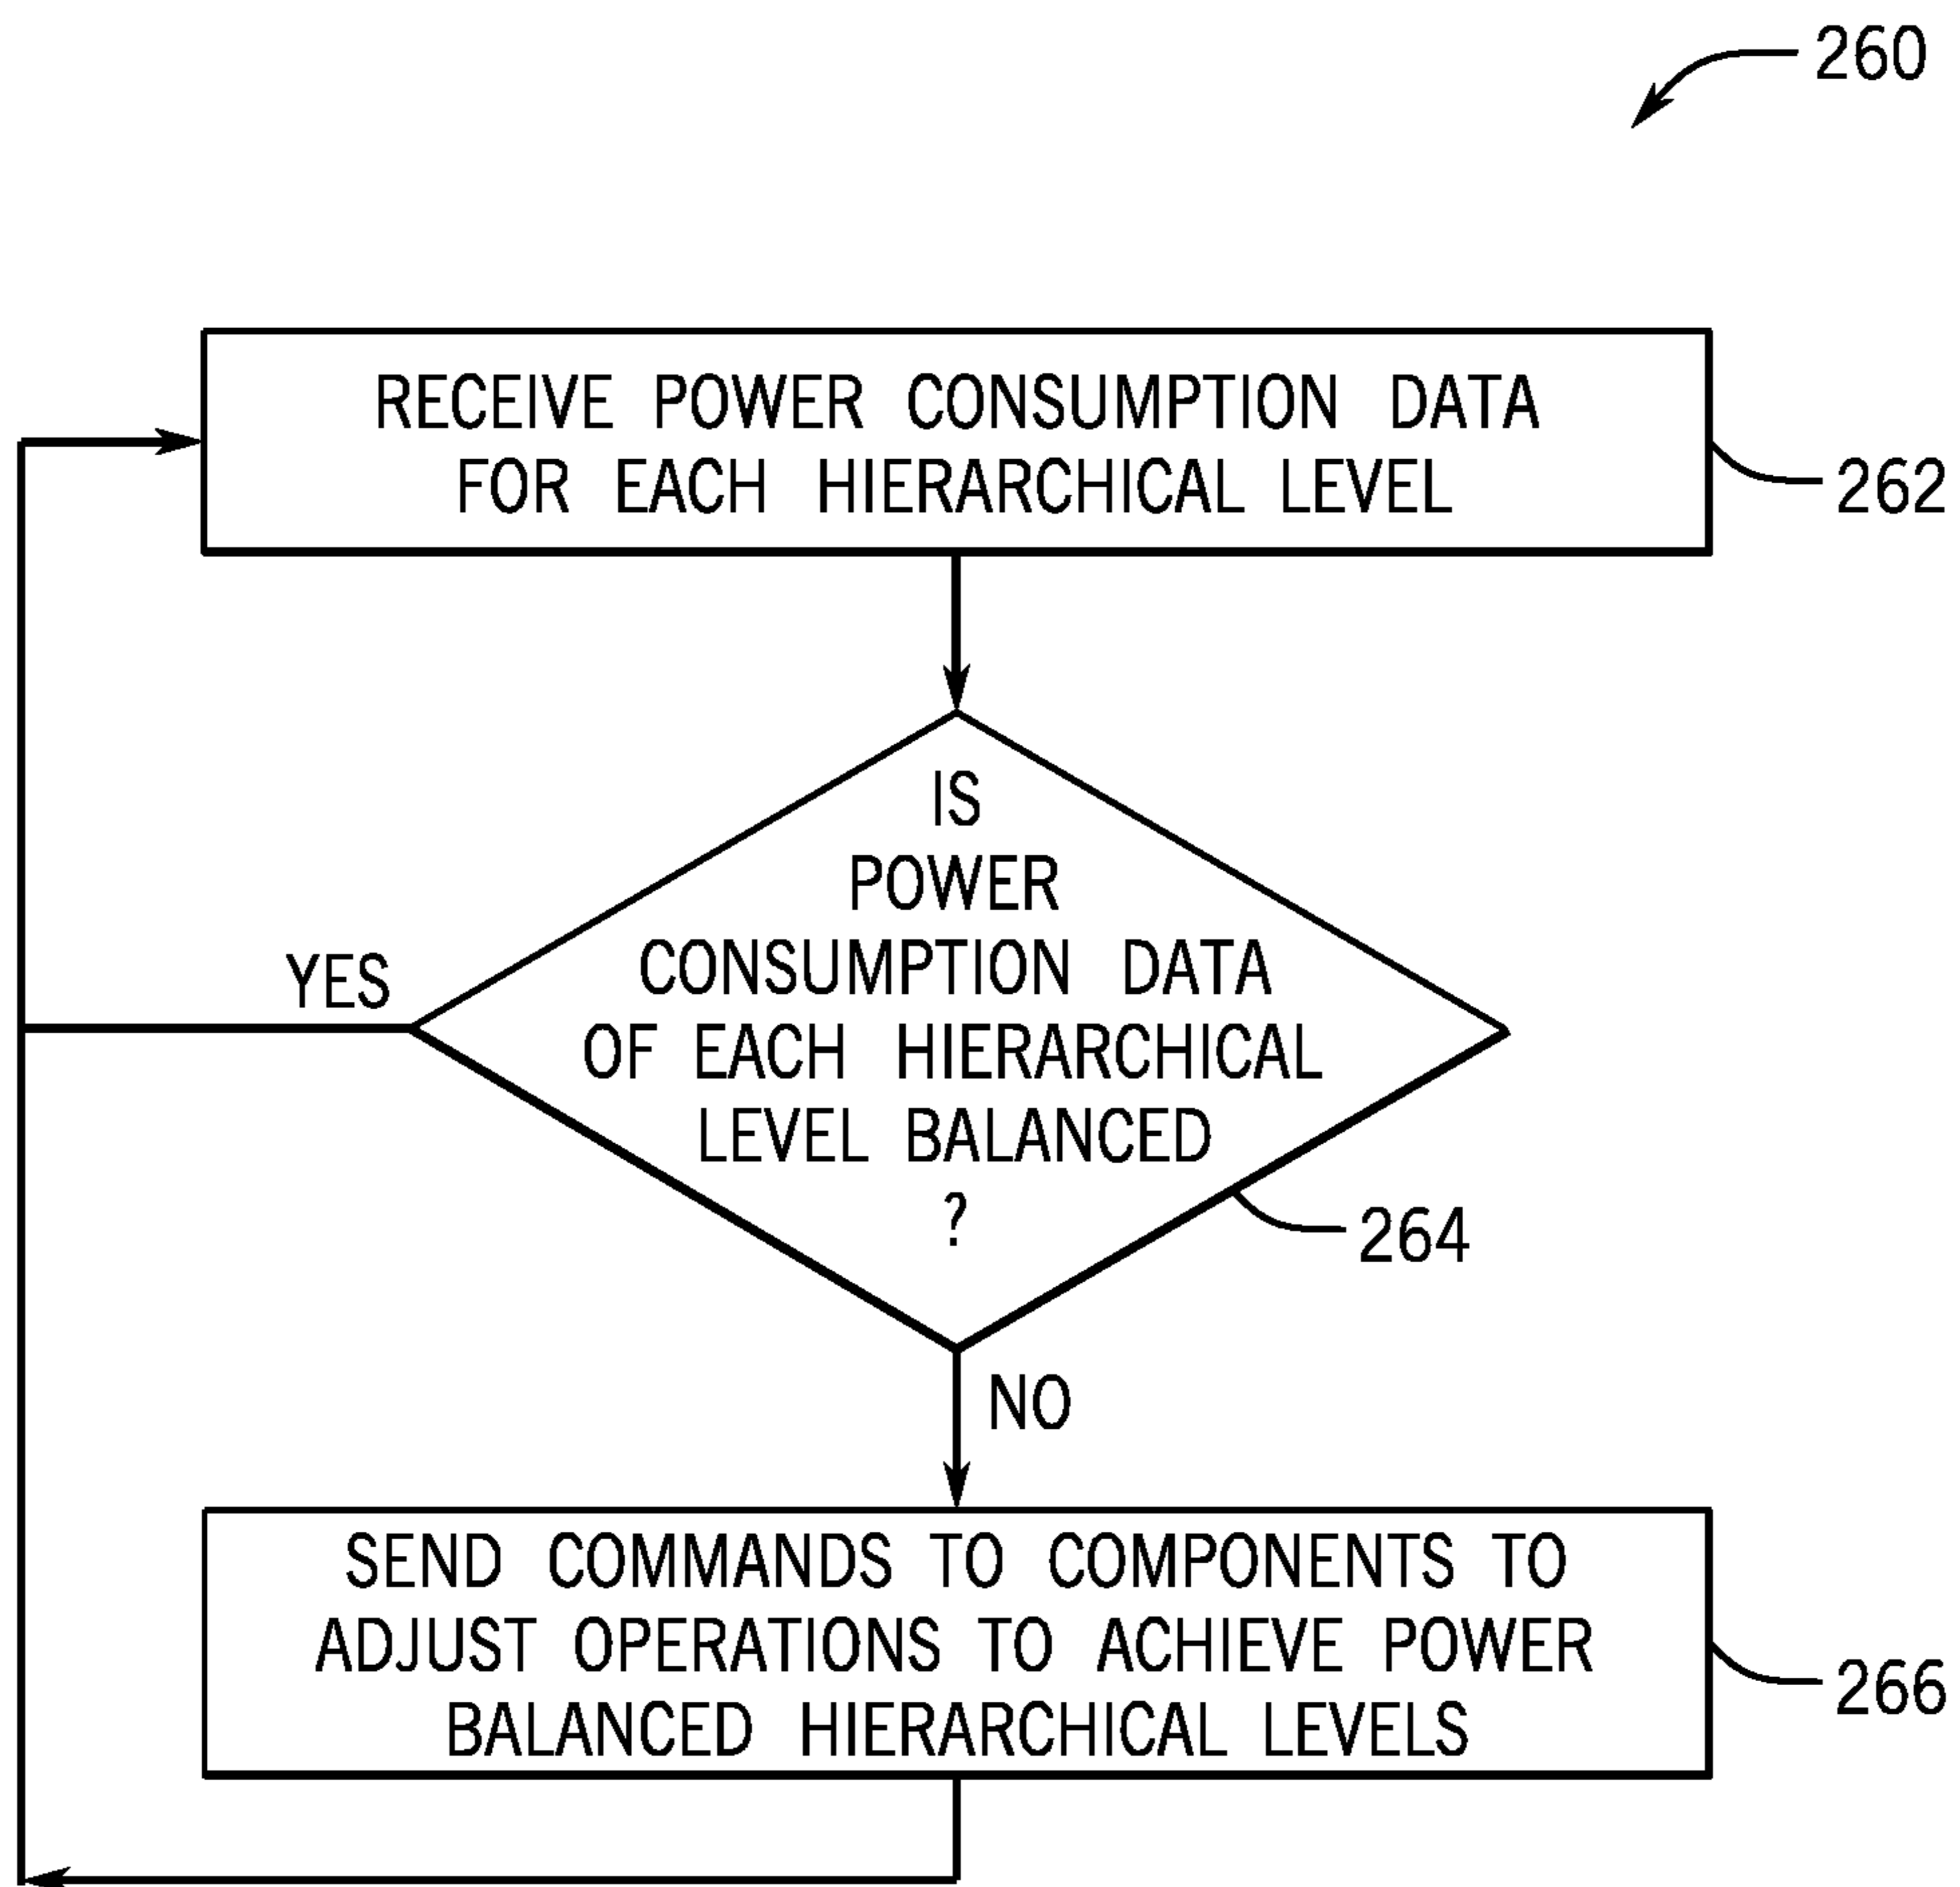 260
RECEIVE POWER CONSUMPTION DATA
FOR EACH HIERARCHICAL LEVEL
262
IS
POWER
CONSUMPTION DATA
OF EACH HIERARCHICAL
LEVEL BALANCED
?
YES
264
NO
SEND COMMANDS TO COMPONENTS TO
ADJUST OPERATIONS TO ACHIEVE POWER
BALANCED HIERARCHICAL LEVELS
266